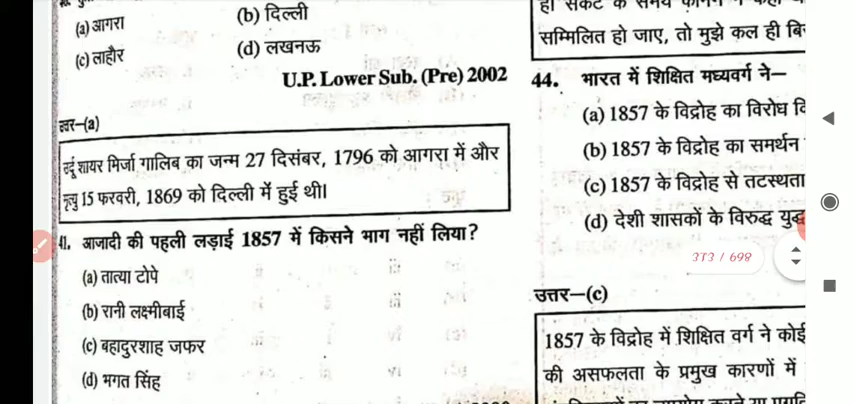 (a) आगरा
(b) दिल्ली
(c) लाहौर
(d) लखनऊ
U.P. Lower Sub. (Pre) 2002
उत्तर–(a)
उर्दू शायर मिर्जा गालिब का जन्म 27 दिसंबर, 1796 को आगरा में और
मृत्यु 15 फरवरी, 1869 को दिल्ली में हुई थी।
41. आजादी की पहली लड़ाई 1857 में किसने भाग नहीं लिया?
(a) तात्या टोपे
(b) रानी लक्ष्मीबाई
(c) बहादुरशाह जफर
(d) भगत सिंह
सम्मिलित हो जाए, तो मुझे कल ही
44. भारत में शिक्षित मध्यवर्ग ने–
(a) 1857 के विद्रोह का विरोध
(b) 1857 के विद्रोह का समर्थन
(c) 1857 के विद्रोह से तटस्थता
(d) देशी शासकों के विरुद्ध युद्ध
373 / 698
उत्तर–(c)
1857 के विद्रोह में शिक्षित वर्ग ने कोई
की असफलता के प्रमुख कारणों में